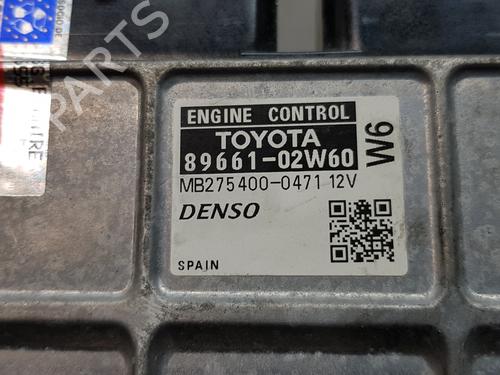 ENGINE CONTROL
TOYOTA
89661-02W60
W6
MB275400-0471 12V
DENSO
SPAIN
B-PARTS